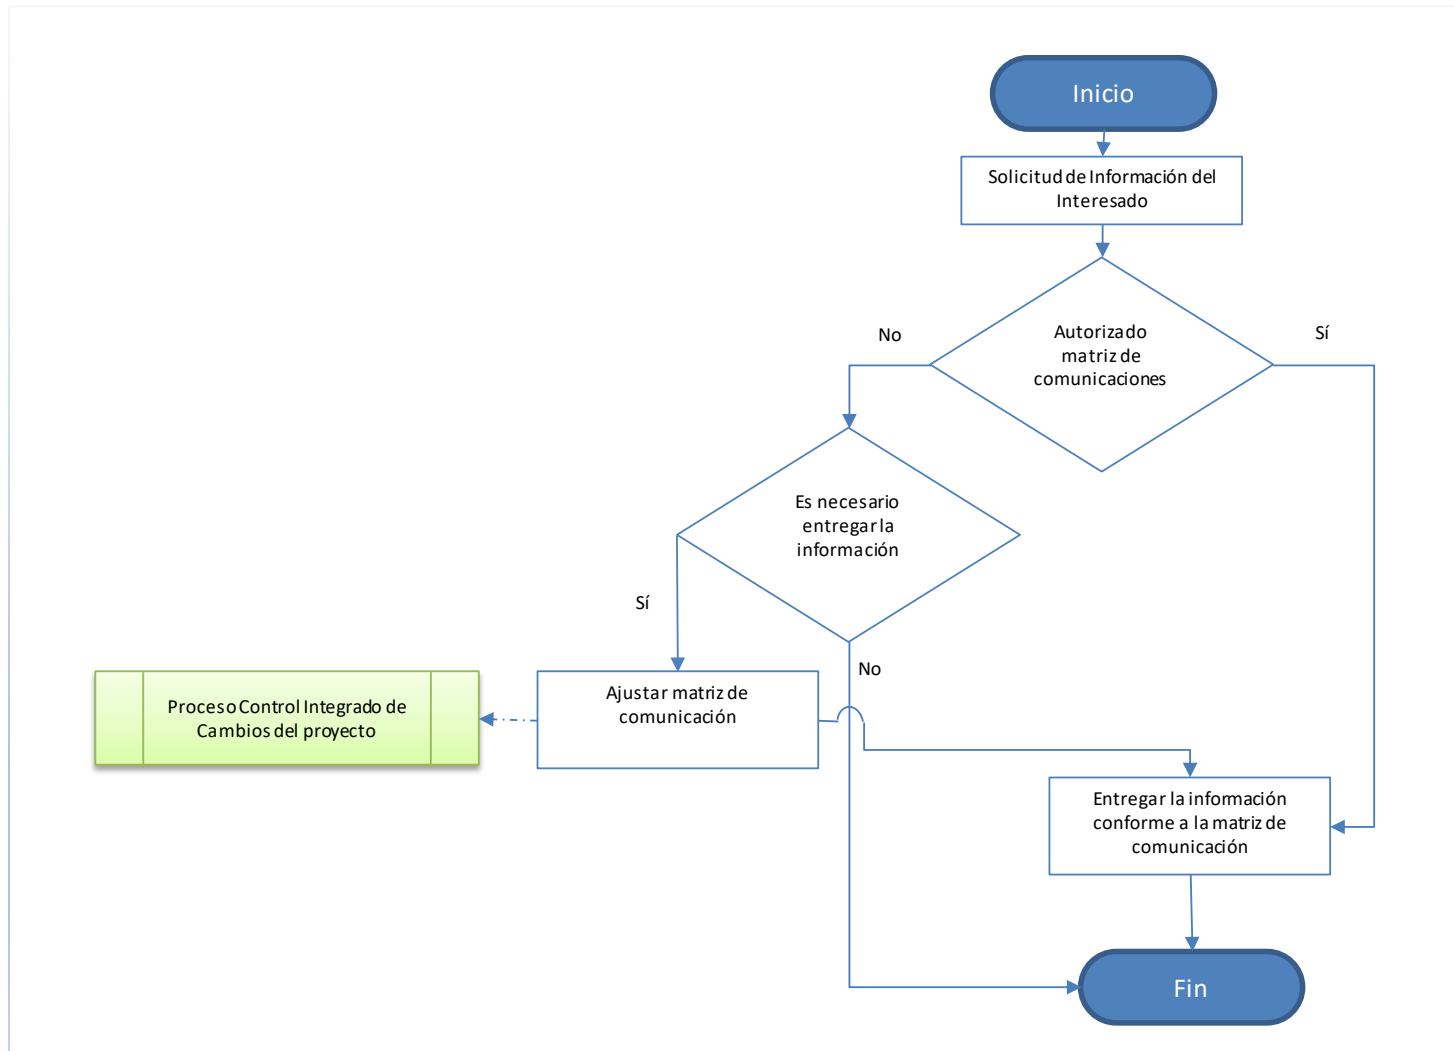 Inicio
Solicitud de Información del
Interesado
No
Autorizado
matriz de
comunicaciones
Sí
Es necesario
entregar la
información
Sí
No
Proceso Control Integrado de
Cambios del proyecto
Ajustar matriz de
comunicación
Entregar la información
conforme a la matriz de
comunicación
Fin